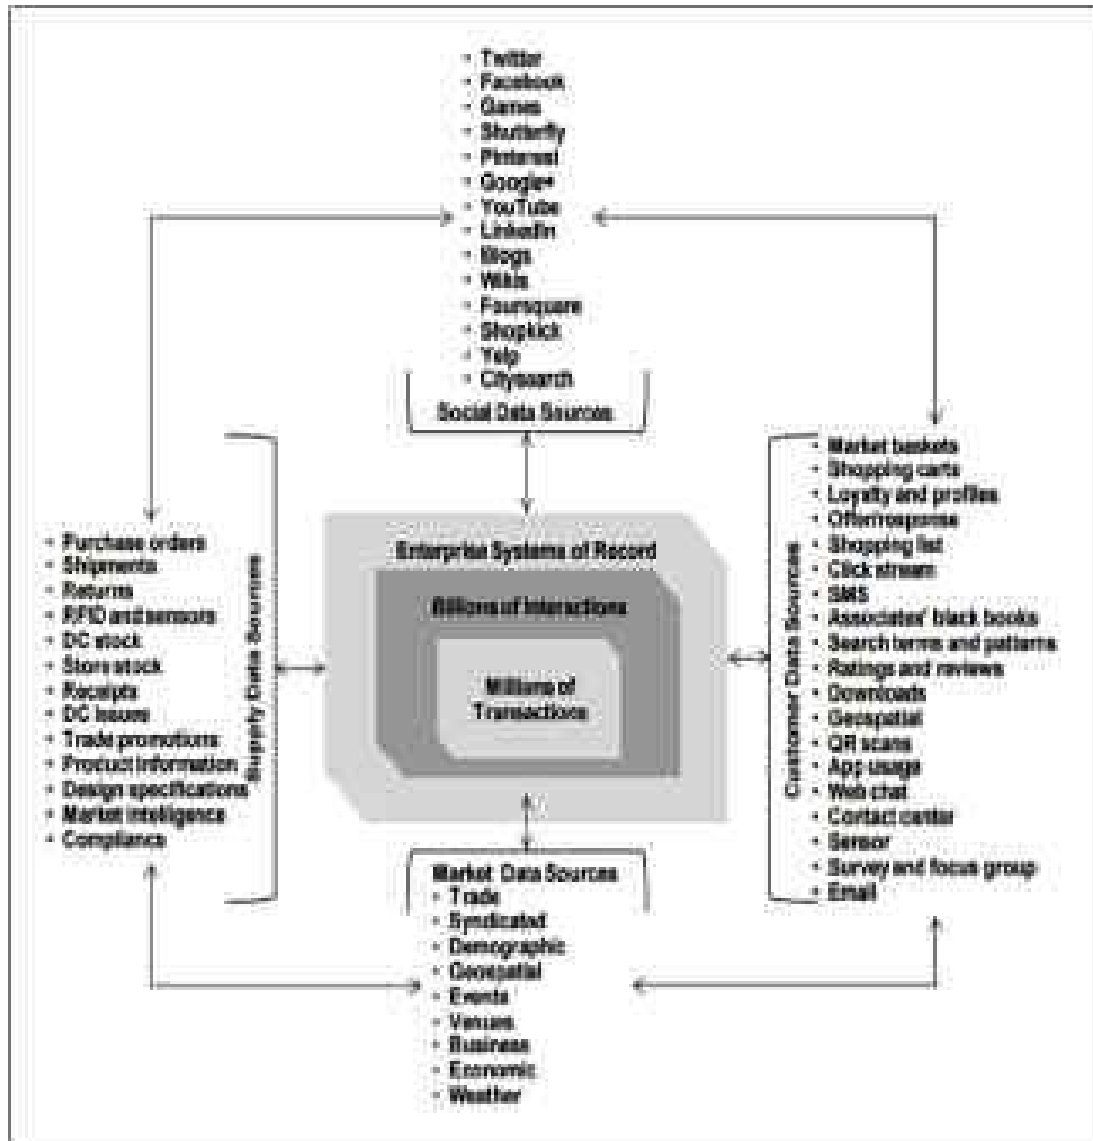 • Twitter
• Facebook
• Games
• Shutterfly
• Pinterest
• Google+
• YouTube
• LinkedIn
• Blogs
• Wikis
• Foursquare
• Shopkick
• Yelp
• Citysearch
Social Data Sources
• Purchase orders
• Shipments
• Returns
• RFID and sensors
• DC stock
• Store stock
• Receipts
• DC issues
• Trade promotions
• Product information
• Design specifications
• Market intelligence
• Compliance
Supply Data Sources
Enterprise Systems of Record
Billions of Interactions
Millions of
Transactions
Customer Data Sources
• Market baskets
• Shopping carts
• Loyalty and profiles
• Offer/response
• Shopping list
• Click stream
• SMS
• Associates' black books
• Search terms and patterns
• Ratings and reviews
• Downloads
• Geospatial
• QR scans
• App usage
• Web chat
• Contact center
• Sensor
• Survey and focus group
• Email
Market Data Sources
• Trade
• Syndicated
• Demographic
• Geospatial
• Events
• Venues
• Business
• Economic
• Weather